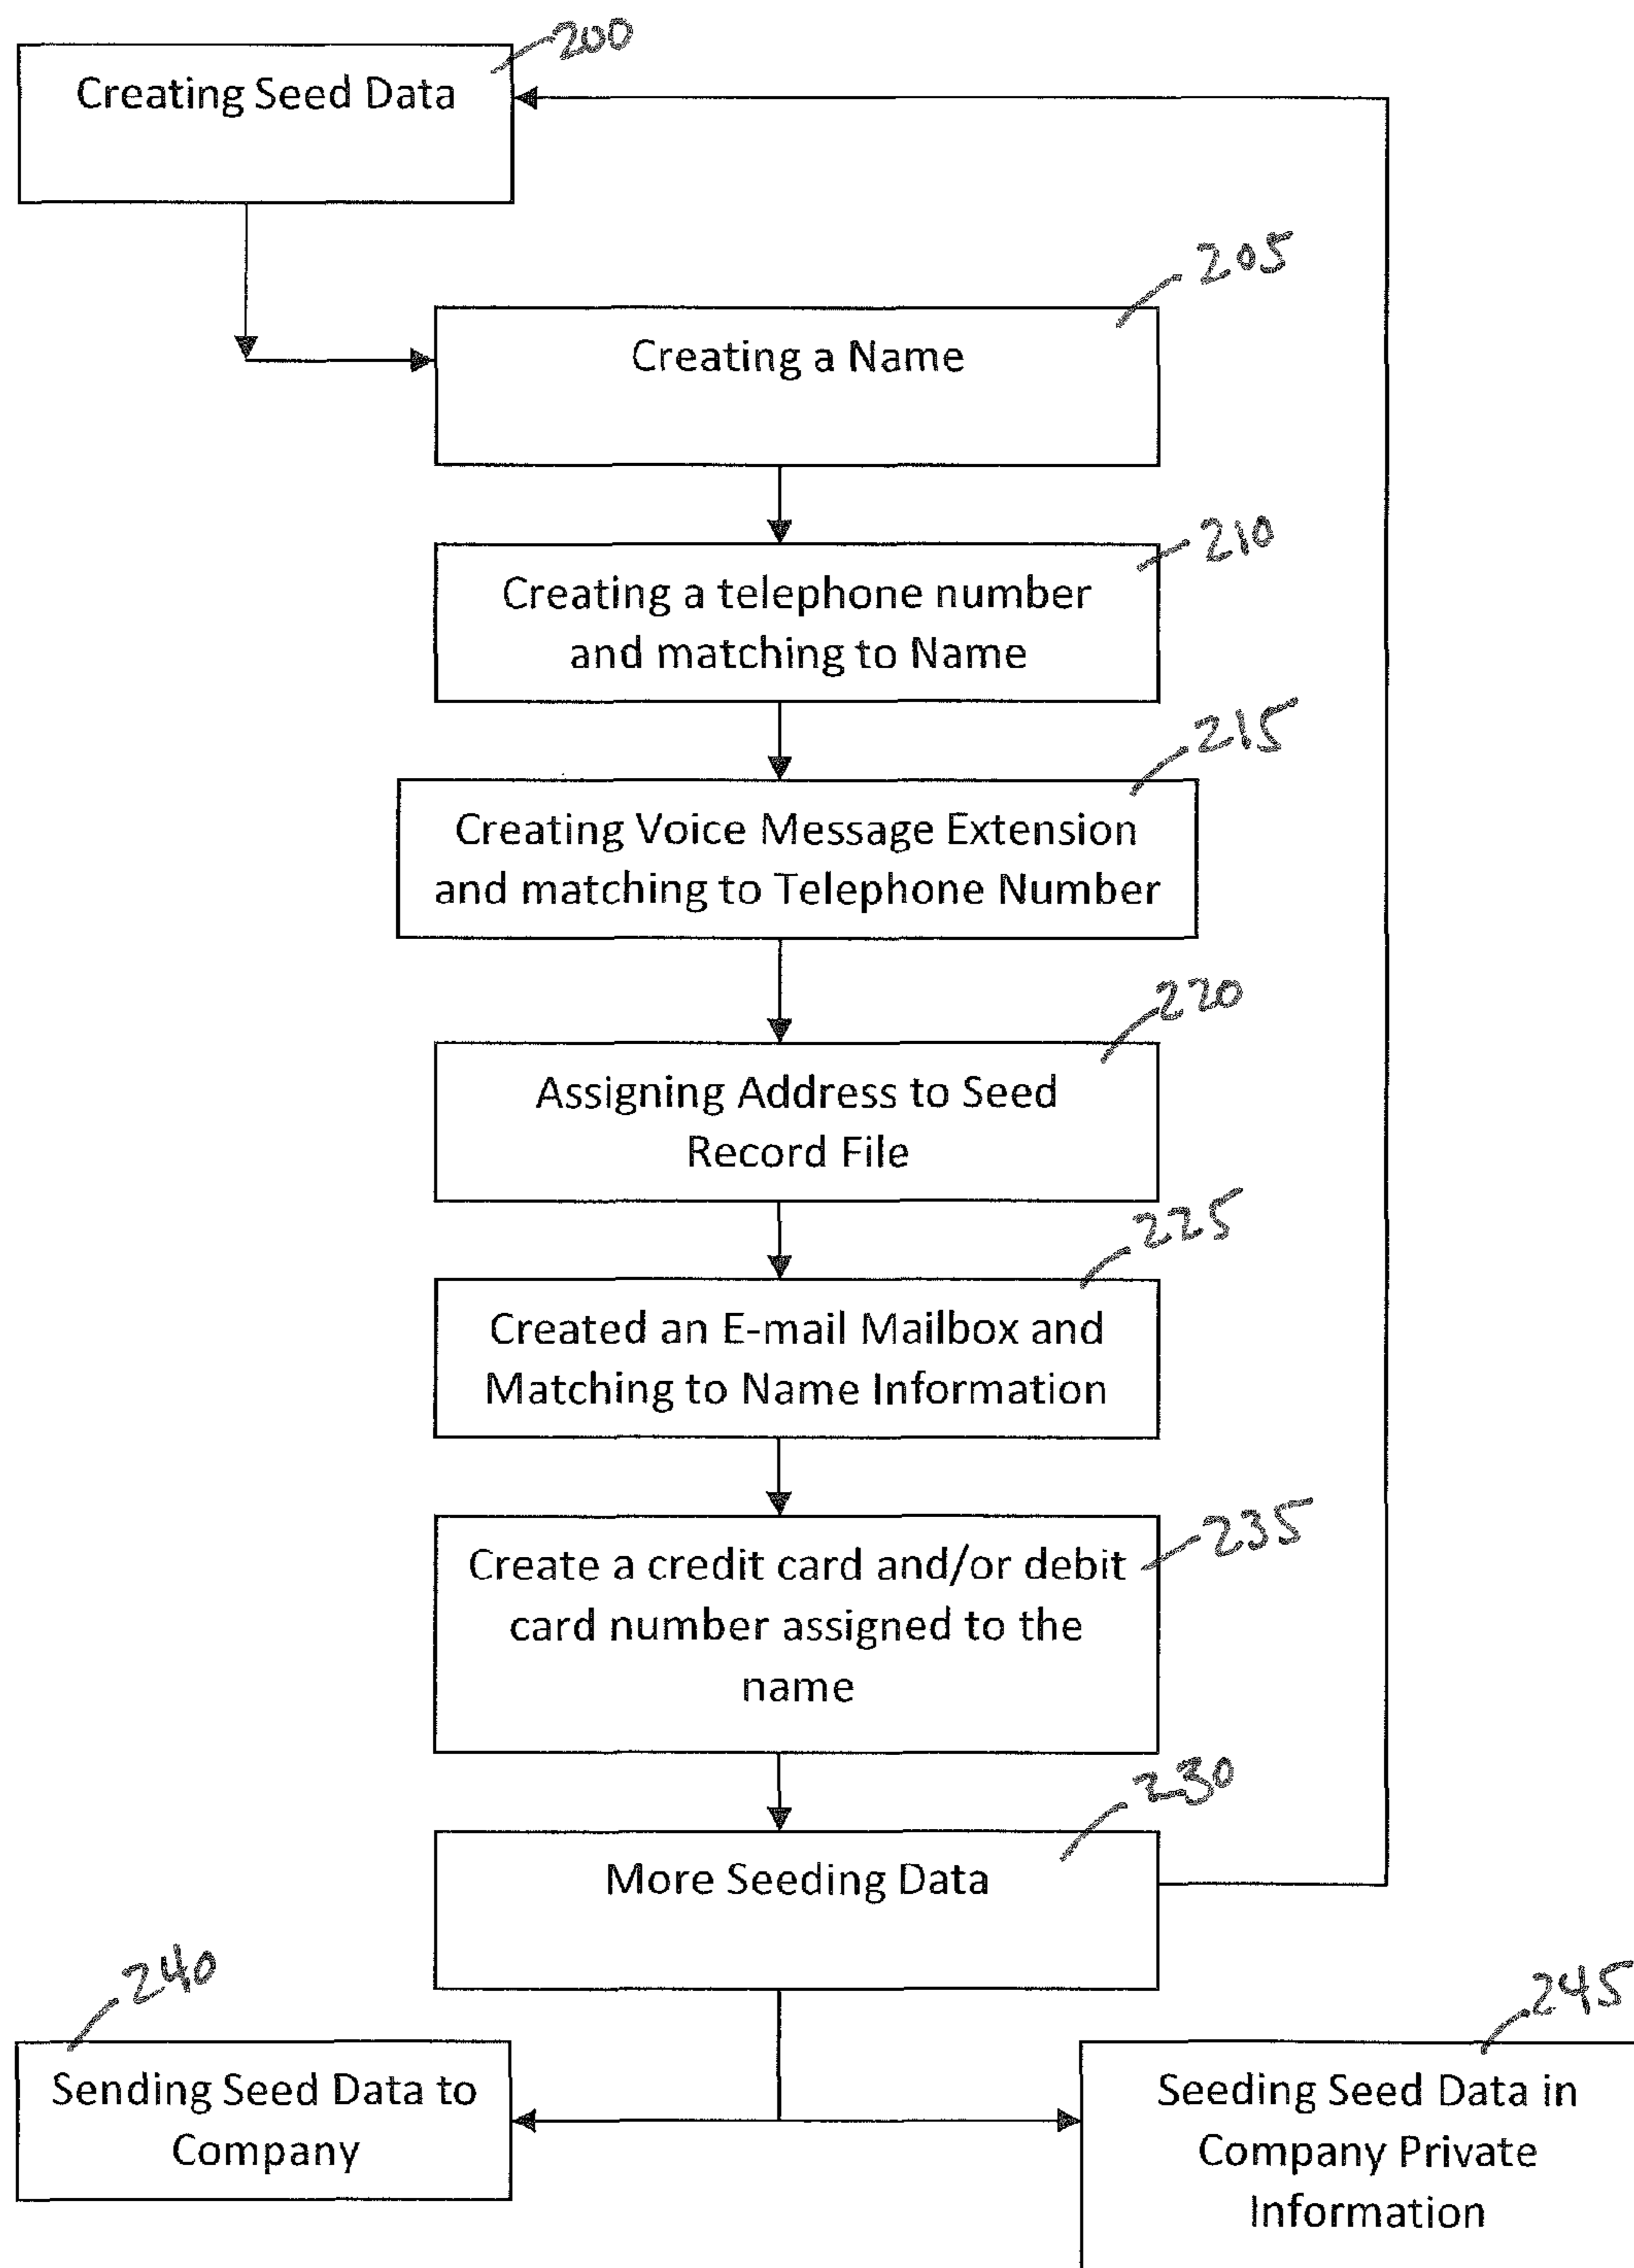 200
Creating Seed Data
205
Creating a Name
210
Creating a telephone number
and matching to Name
215
Creating Voice Message Extension
and matching to Telephone Number
220
Assigning Address to Seed
Record File
225
Created an E-mail Mailbox and
Matching to Name Information
235
Create a credit card and/or debit
card number assigned to the
name
230
More Seeding Data
240
Sending Seed Data to
Company
245
Seeding Seed Data in
Company Private
Information